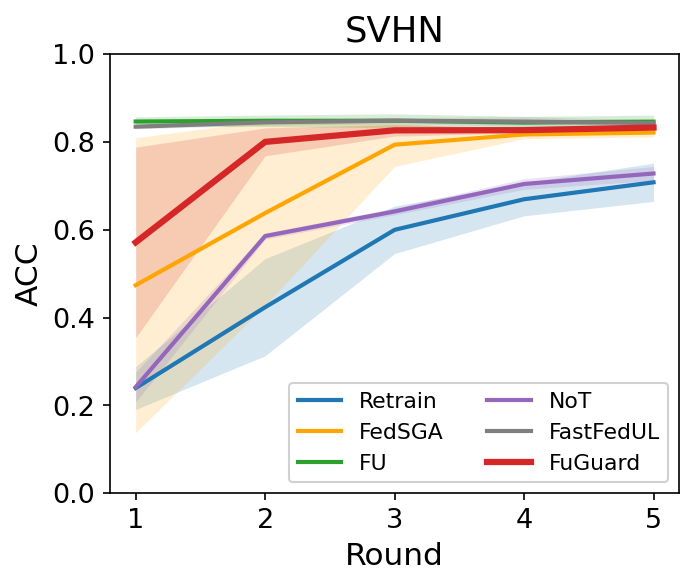 SVHN
ACC
1.0
0.8
0.6
0.4
0.2
0.0
1 2 3 4 5
Round
Retrain NoT
FedSGA FastFedUL
FU FuGuard